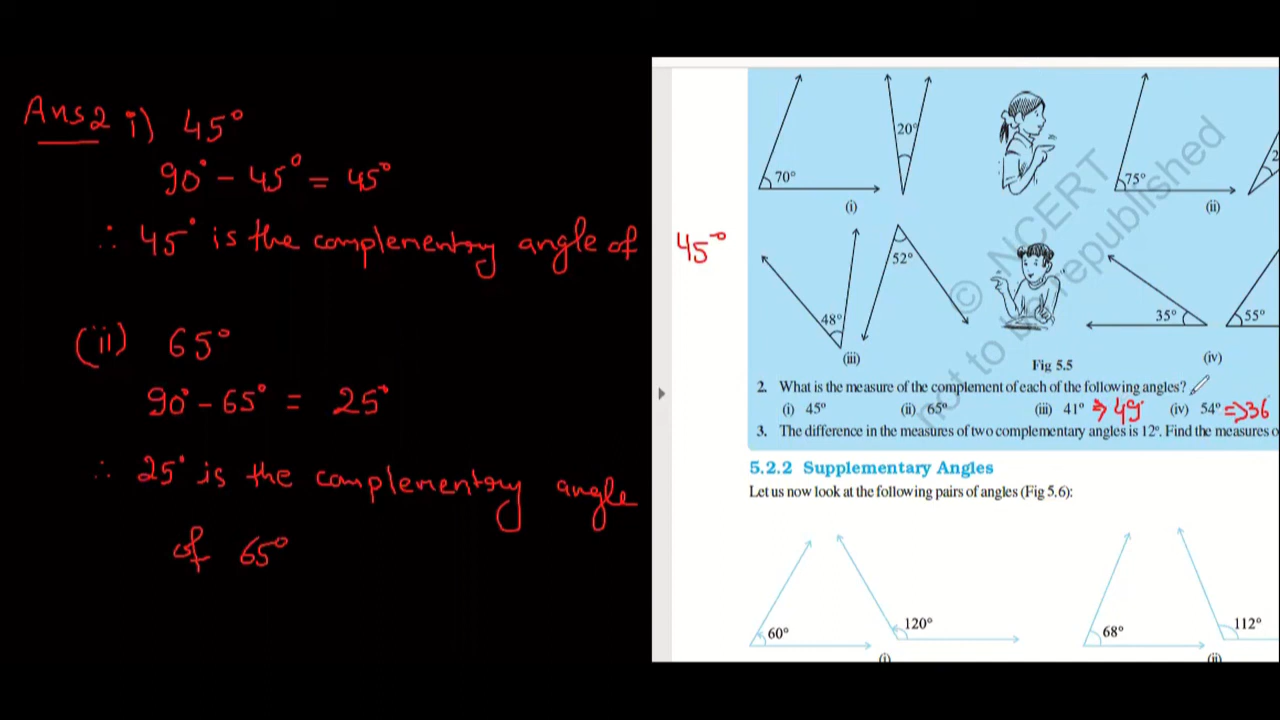 Ans 2 i) 45°
90° - 45° = 45°
∴ 45° is the complementry angle of 45°
(ii) 65°
90° - 65° = 25°
∴ 25° is the complementry angle
of 65°
70°
20°
(i)
75°
(ii)
48°
52°
(iii)
35°
55°
(iv)
© NCERT
not to be republished
Fig 5.5
2. What is the measure of the complement of each of the following angles?
(i) 45° (ii) 65° (iii) 41° => 49° (iv) 54° => 36
3. The difference in the measures of two complementary angles is 12°. Find the measures o
5.2.2 Supplementary Angles
Let us now look at the following pairs of angles (Fig 5.6):
60°
120°
(i)
68°
112°
(ii)